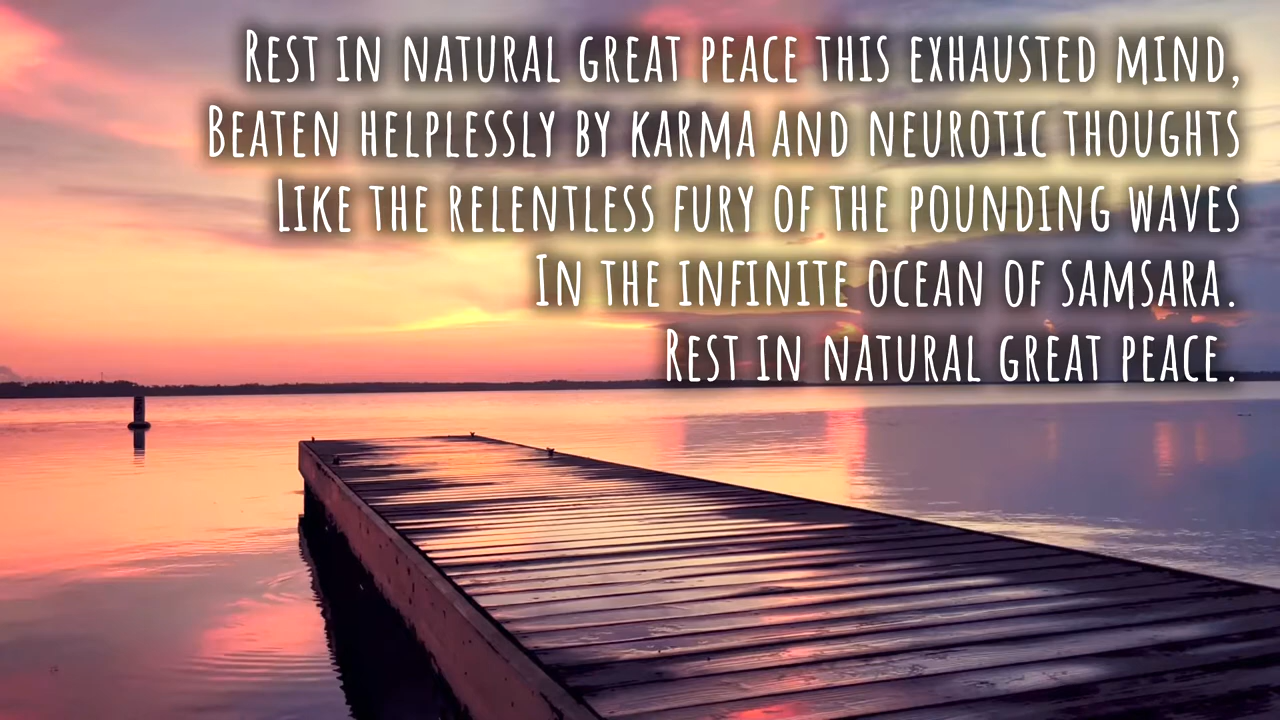 Rest in natural great peace this exhausted mind,
Beaten helplessly by karma and neurotic thoughts
Like the relentless fury of the pounding waves
In the infinite ocean of samsara.
Rest in natural great peace.